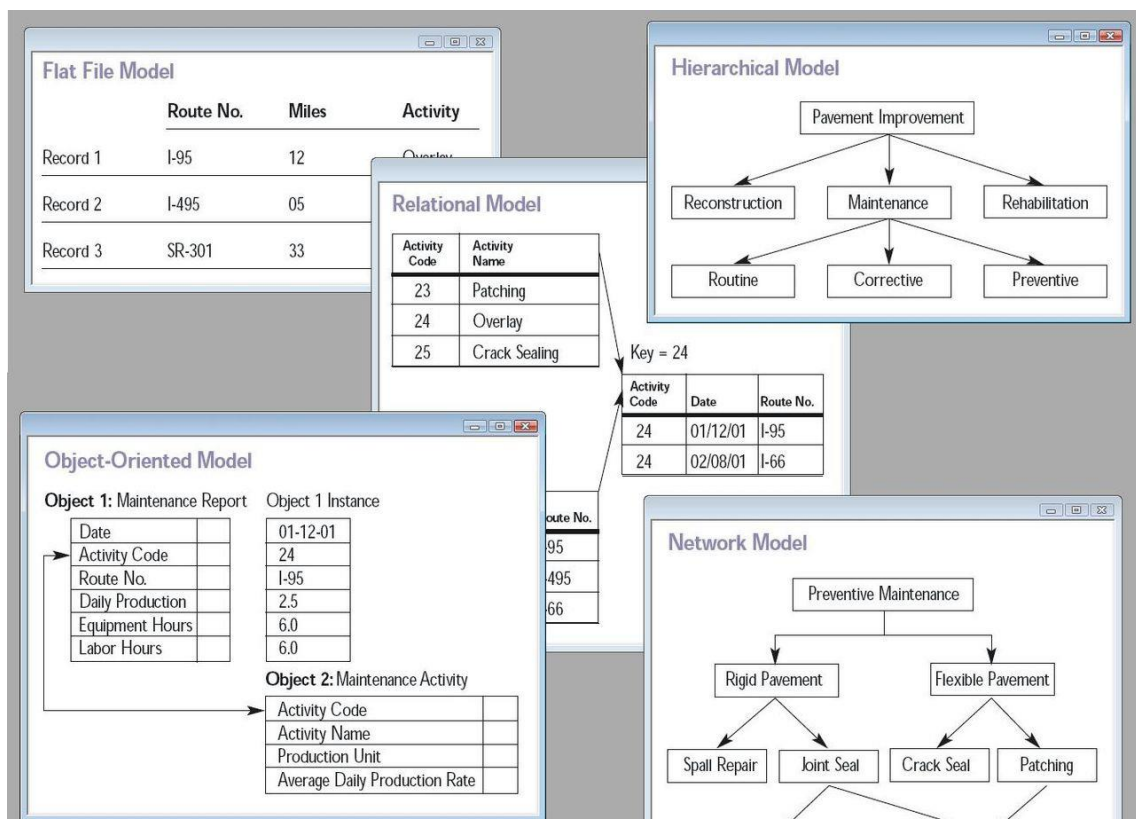 Flat File Model
Route No. Miles Activity
Record 1 I-95 12 Overlay
Record 2 I-495 05
Record 3 SR-301 33
Hierarchical Model
Pavement Improvement
Reconstruction Maintenance Rehabilitation
Routine Corrective Preventive
Relational Model
Activity Code Activity Name
23 Patching
24 Overlay
25 Crack Sealing
Key = 24
Activity Code Date Route No.
24 01/12/01 I-95
24 02/08/01 I-66
oute No.
-95
-495
-66
Object-Oriented Model
Object 1: Maintenance Report Object 1 Instance
Date 01-12-01
Activity Code 24
Route No. I-95
Daily Production 2.5
Equipment Hours 6.0
Labor Hours 6.0
Object 2: Maintenance Activity
Activity Code
Activity Name
Production Unit
Average Daily Production Rate
Network Model
Preventive Maintenance
Rigid Pavement Flexible Pavement
Spall Repair Joint Seal Crack Seal Patching